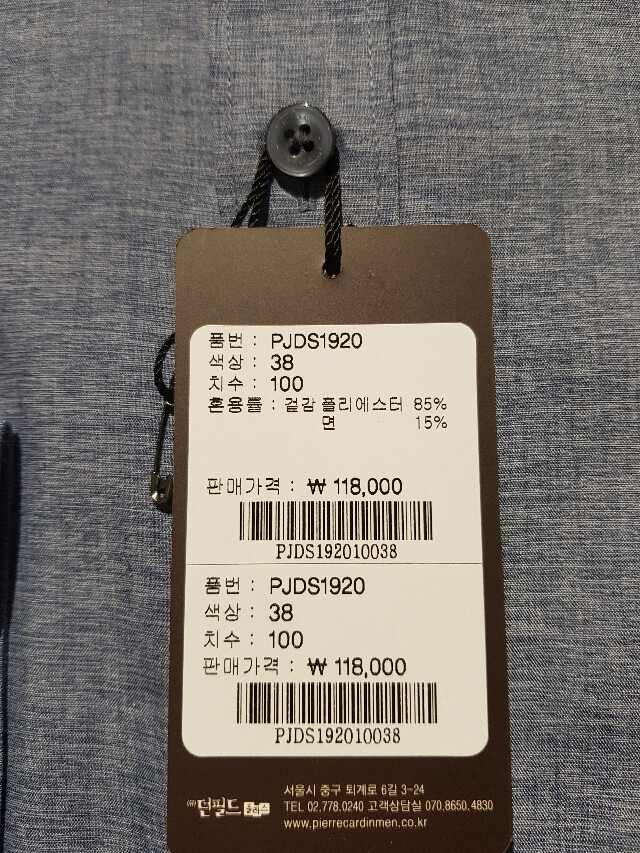 품번 : PJDS1920
색상 : 38
치수 : 100
혼용률 : 겉감 폴리에스터 85%
면 15%
판매가격 : ₩ 118,000
PJDS192010038
품번 : PJDS1920
색상 : 38
치수 : 100
판매가격 : ₩ 118,000
PJDS192010038
서울시 중구 퇴계로 6길 3-24
㈜던필드 플러스 TEL 02.778.0240 고객상담실 070.8650.4830
www.pierrecardinmen.co.kr